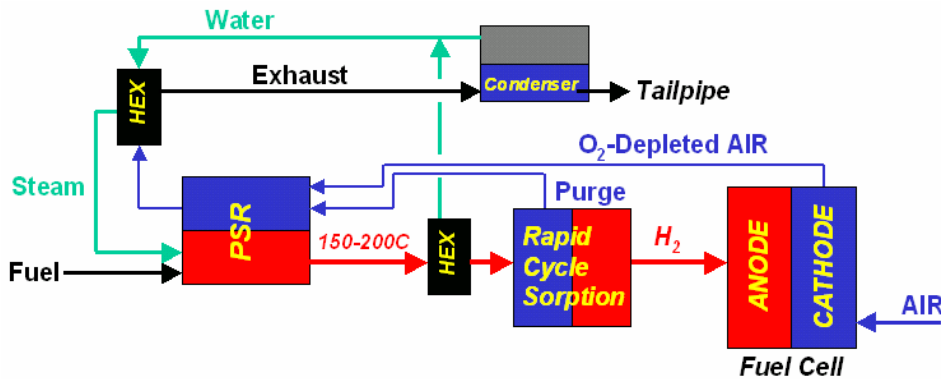 Water
Exhaust
HEX
Condenser
Tailpipe
O₂-Depleted AIR
Steam
Purge
PSR
150-200C
HEX
Rapid
Cycle
Sorption
H₂
ANODE
CATHODE
Fuel
AIR
Fuel Cell